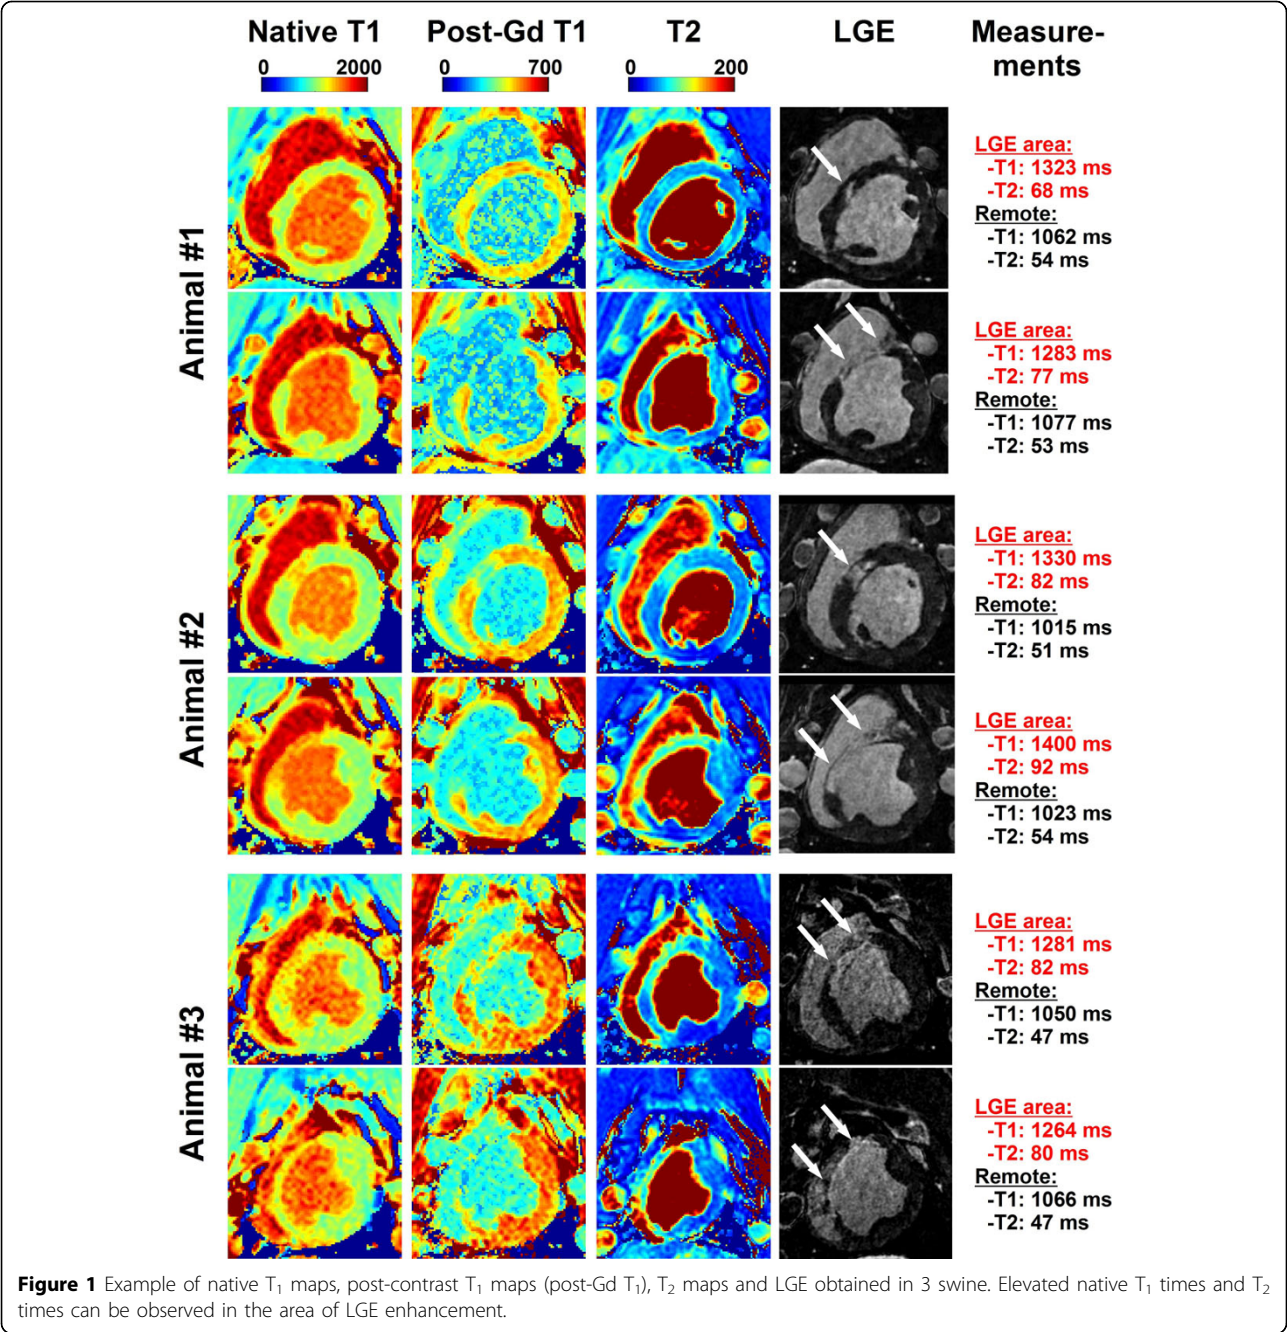 Native T1 Post-Gd T1 T2 LGE Measure-
ments
0 2000 0 700 0 200
Animal #1
LGE area:
-T1: 1323 ms
-T2: 68 ms
Remote:
-T1: 1062 ms
-T2: 54 ms
LGE area:
-T1: 1283 ms
-T2: 77 ms
Remote:
-T1: 1077 ms
-T2: 53 ms
Animal #2
LGE area:
-T1: 1330 ms
-T2: 82 ms
Remote:
-T1: 1015 ms
-T2: 51 ms
LGE area:
-T1: 1400 ms
-T2: 92 ms
Remote:
-T1: 1023 ms
-T2: 54 ms
Animal #3
LGE area:
-T1: 1281 ms
-T2: 82 ms
Remote:
-T1: 1050 ms
-T2: 47 ms
LGE area:
-T1: 1264 ms
-T2: 80 ms
Remote:
-T1: 1066 ms
-T2: 47 ms
Figure 1 Example of native T₁ maps, post-contrast T₁ maps (post-Gd T₁), T₂ maps and LGE obtained in 3 swine. Elevated native T₁ times and T₂
times can be observed in the area of LGE enhancement.